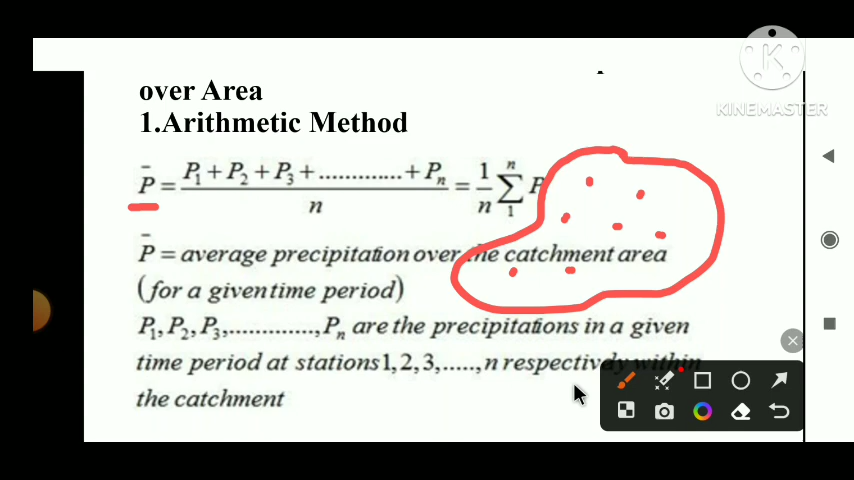 K
KINEMASTER
over Area
1.Arithmetic Method
P̄ = (P₁ + P₂ + P₃ + ............. + Pₙ) / n = 1/n ∑₁ⁿ P
P̄ = average precipitation over the catchment area
(for a given time period)
P₁, P₂, P₃, ............., Pₙ are the precipitations in a given
time period at stations 1, 2, 3, ....., n respectively within
the catchment